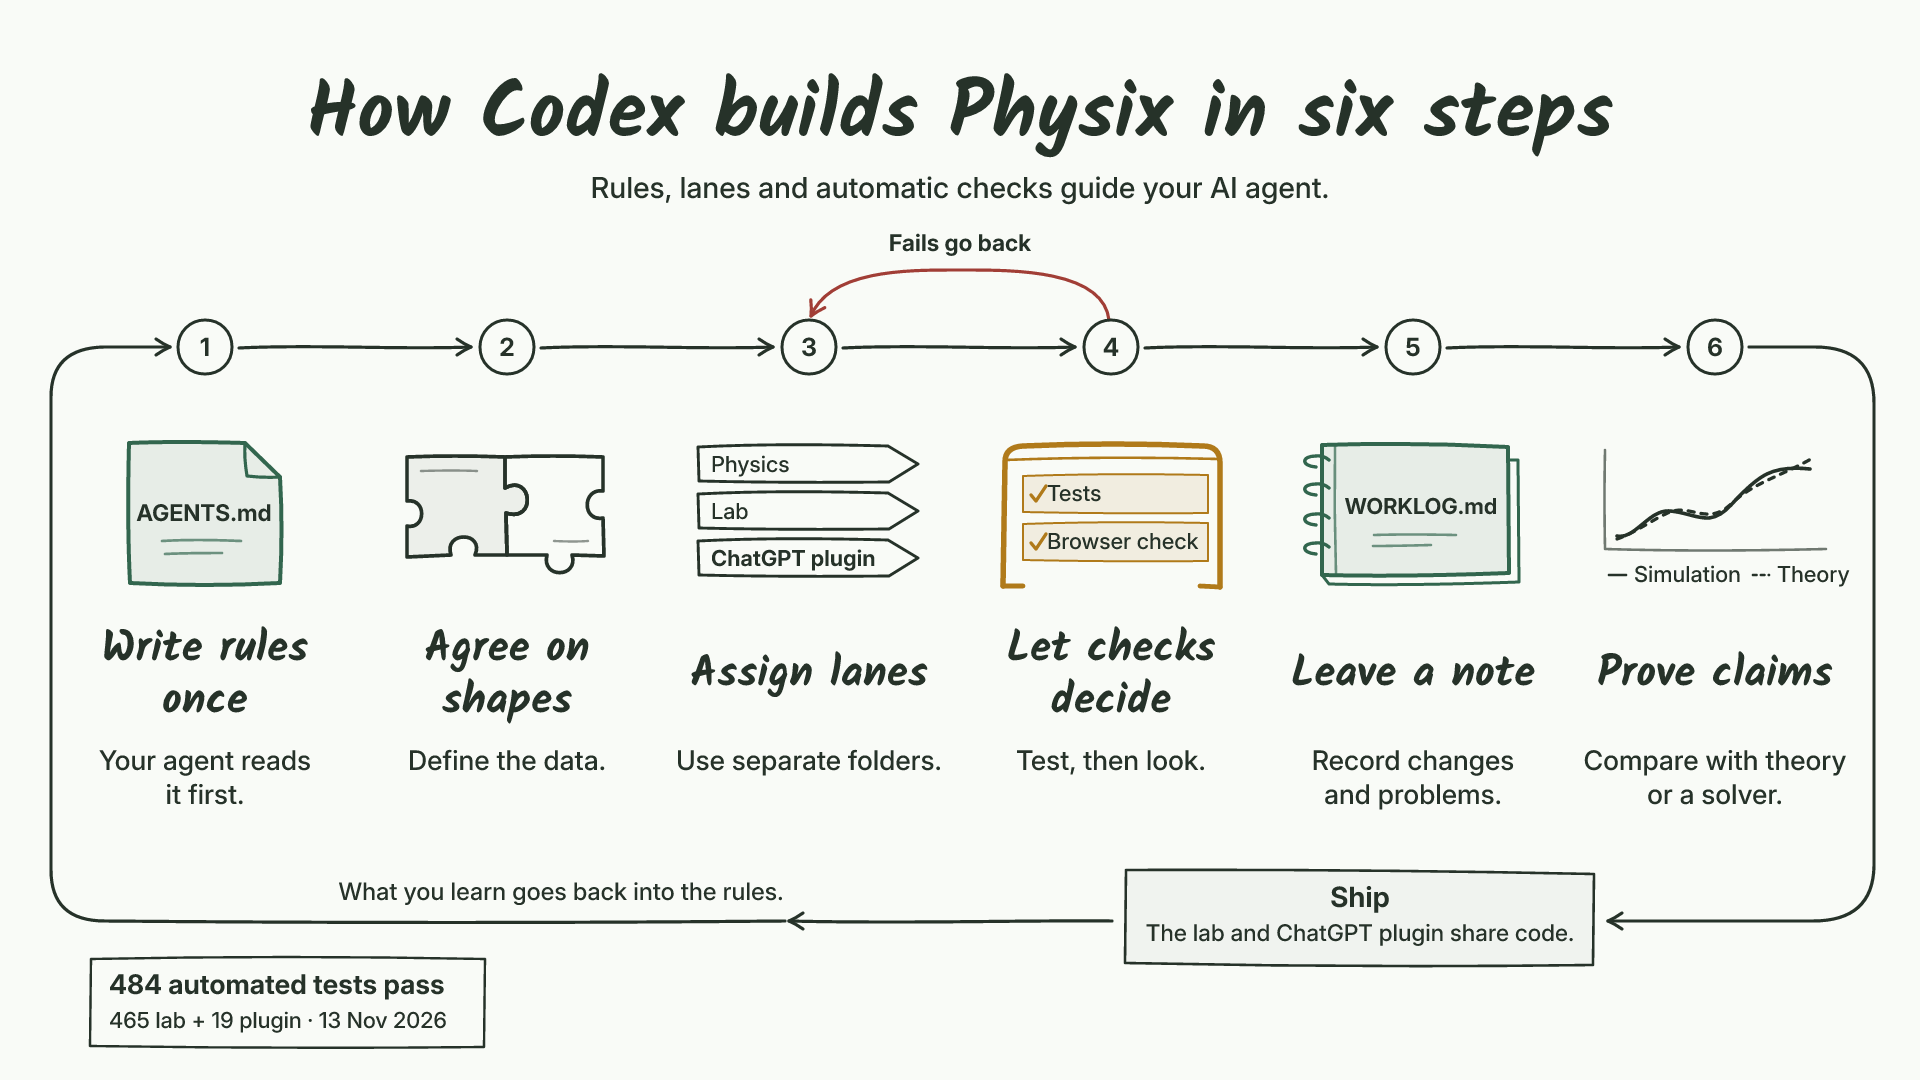 How Codex builds Physix in six steps
Rules, lanes and automatic checks guide your AI agent.
Fails go back
1
2
3
4
5
6
AGENTS.md
Physics
Lab
ChatGPT plugin
Tests
Browser check
WORKLOG.md
Simulation
Theory
Write rules
once
Agree on
shapes
Assign lanes
Let checks
decide
Leave a note
Prove claims
Your agent reads
it first.
Define the data.
Use separate folders.
Test, then look.
Record changes
and problems.
Compare with theory
or a solver.
What you learn goes back into the rules.
Ship
The lab and ChatGPT plugin share code.
484 automated tests pass
465 lab + 19 plugin · 13 Nov 2026